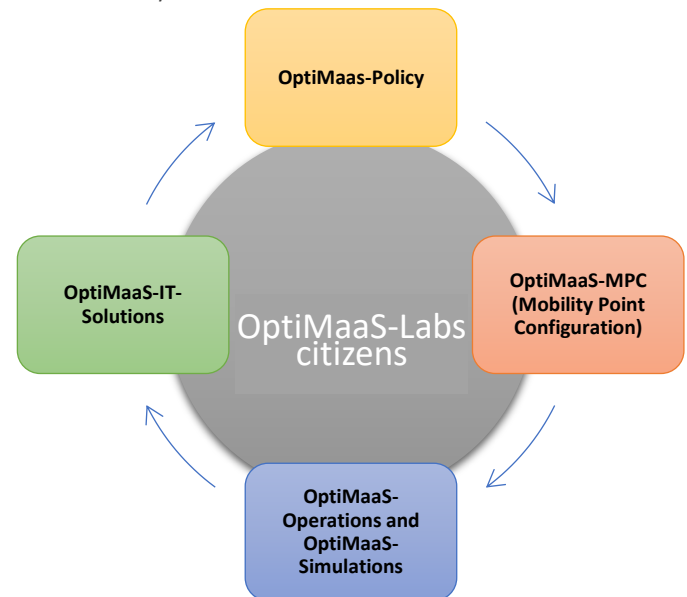 OptiMaas-Policy
OptiMaaS-MPC
(Mobility Point
Configuration)
OptiMaaS-IT-
Solutions
OptiMaaS-Labs
citizens
OptiMaaS-
Operations and
OptiMaaS-
Simulations